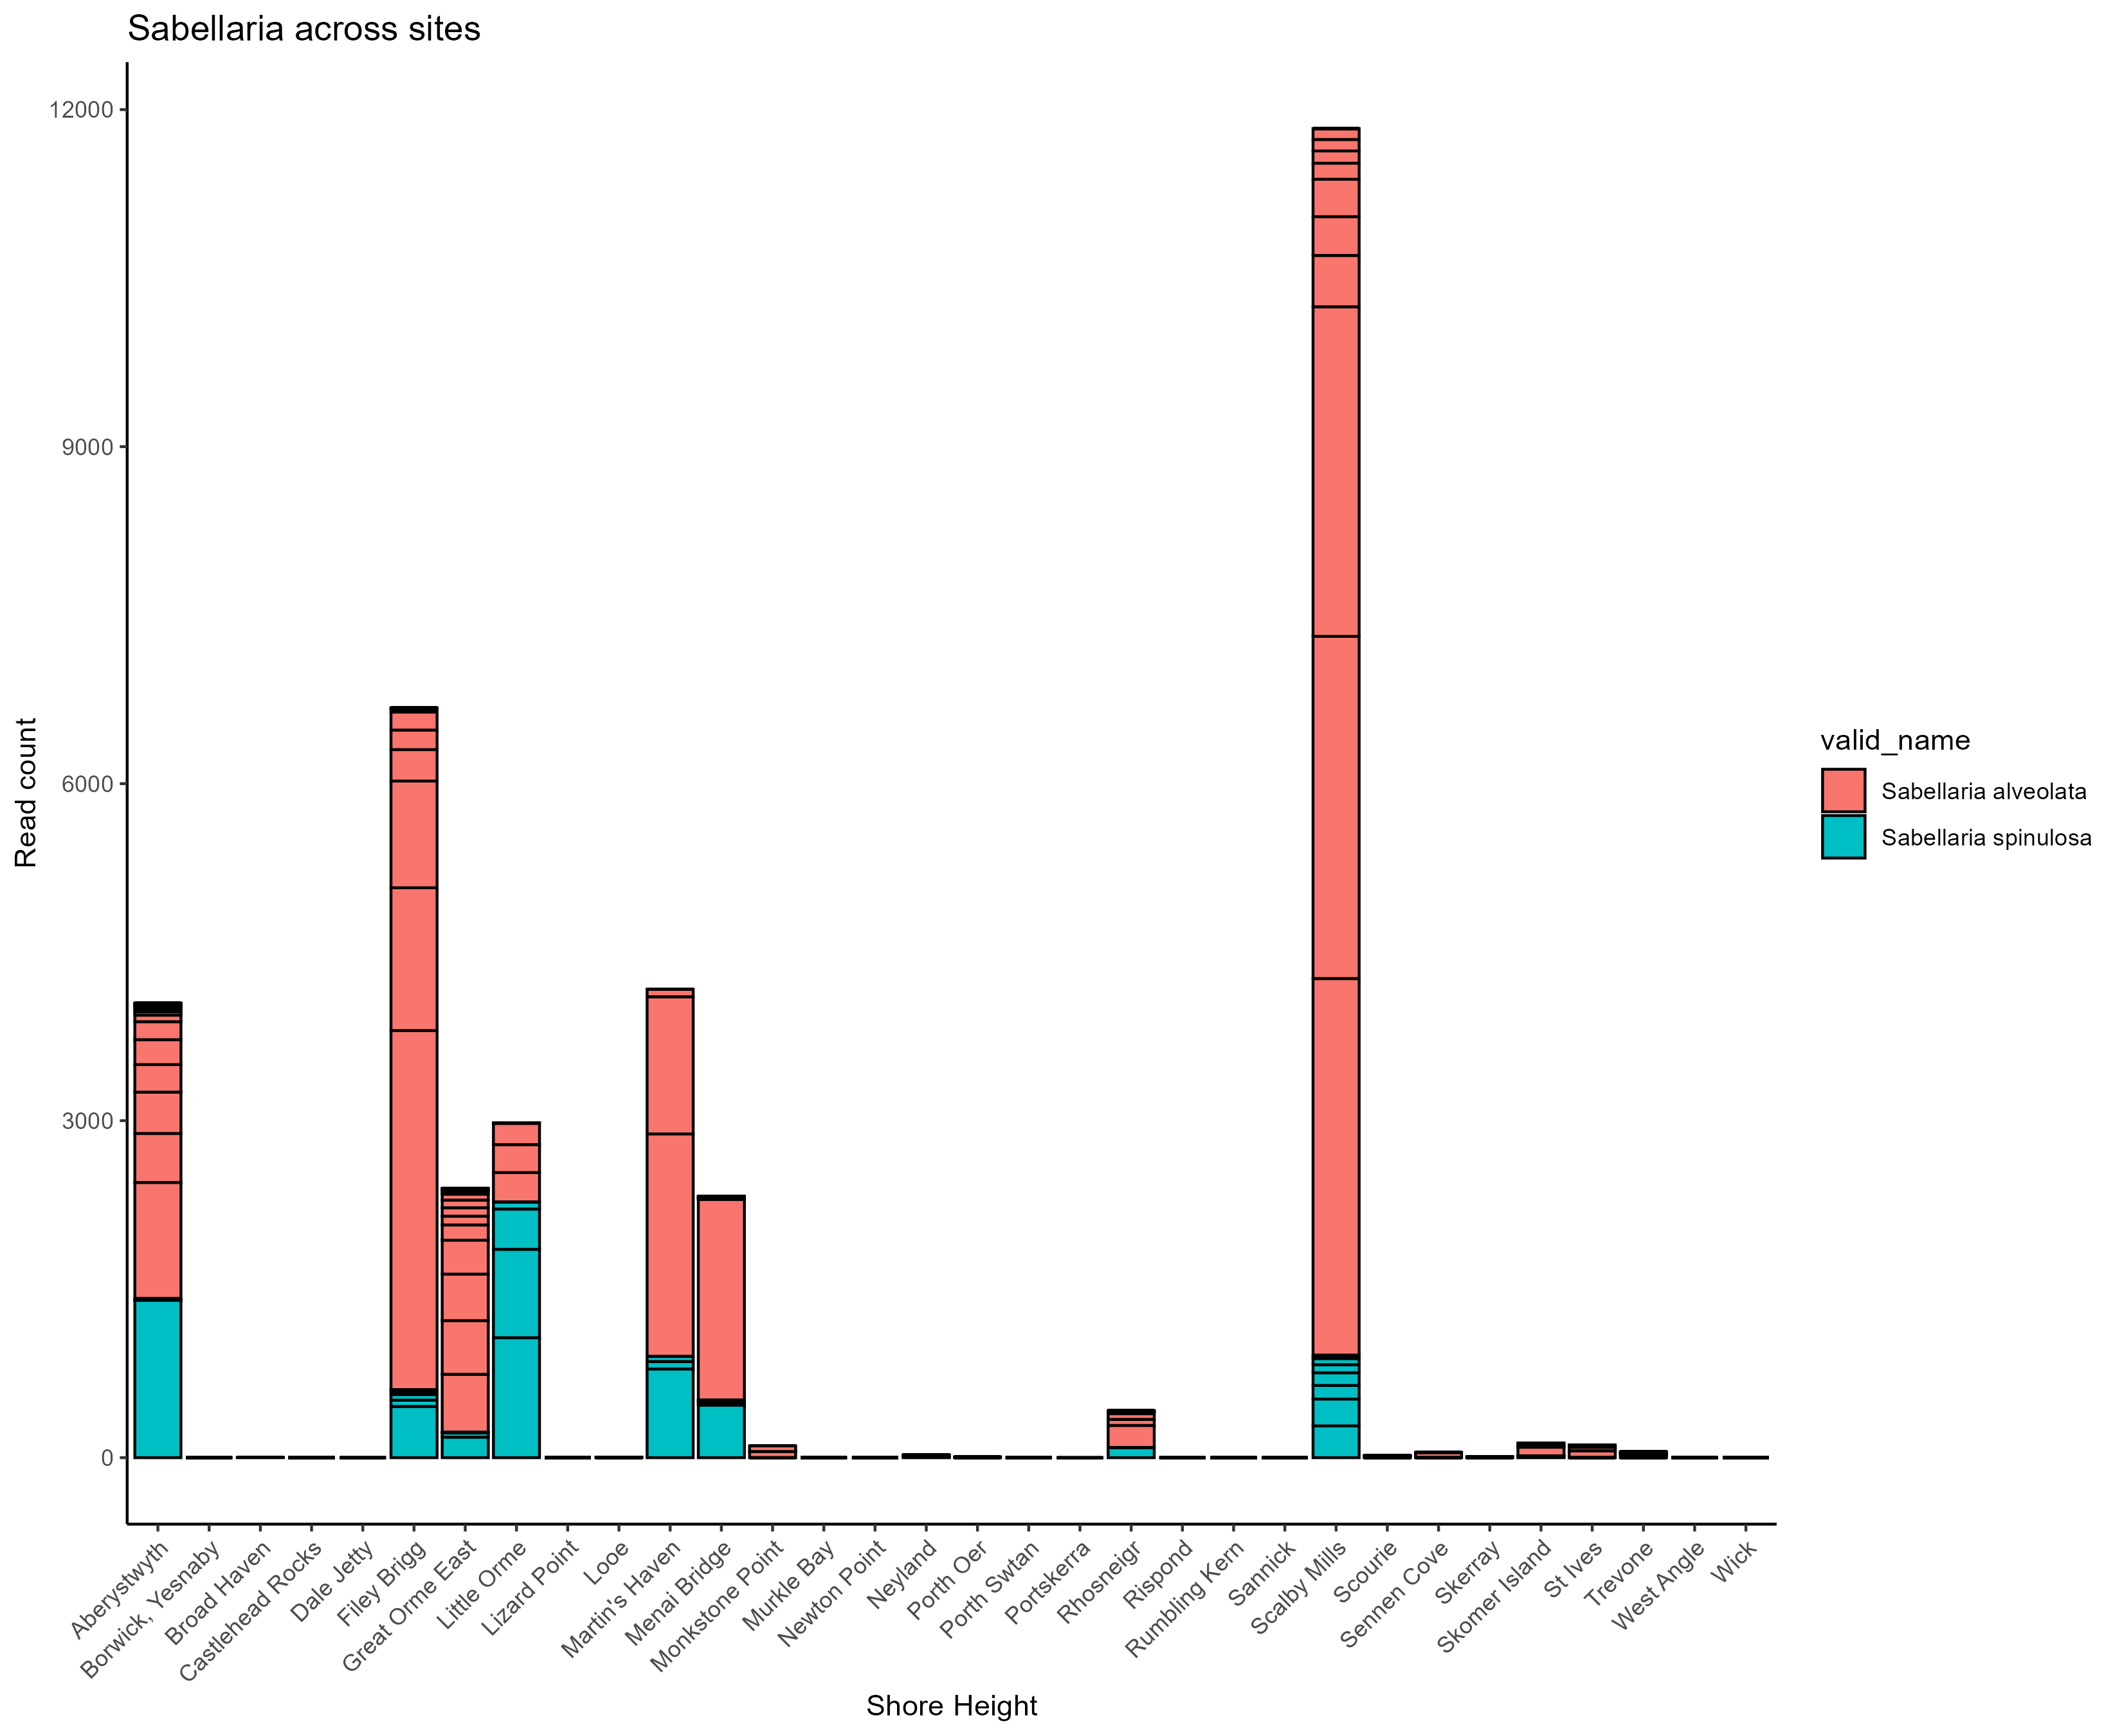 Sabellaria across sites
12000
9000
6000
3000
0
Read count
Aberystwyth
Borwick, Yesnaby
Broad Haven
Castlehead Rocks
Dale Jetty
Filey Brigg
Great Orme East
Little Orme
Lizard Point
Looe
Martin's Haven
Menai Bridge
Monkstone Point
Murkle Bay
Newton Point
Neyland
Porth Oer
Porth Swtan
Portskerra
Rhosneigr
Rispond
Rumbling Kern
Sannick
Scalby Mills
Scourie
Sennen Cove
Skerray
Skomer Island
St Ives
Trevone
West Angle
Wick
Shore Height
valid_name
Sabellaria alveolata
Sabellaria spinulosa